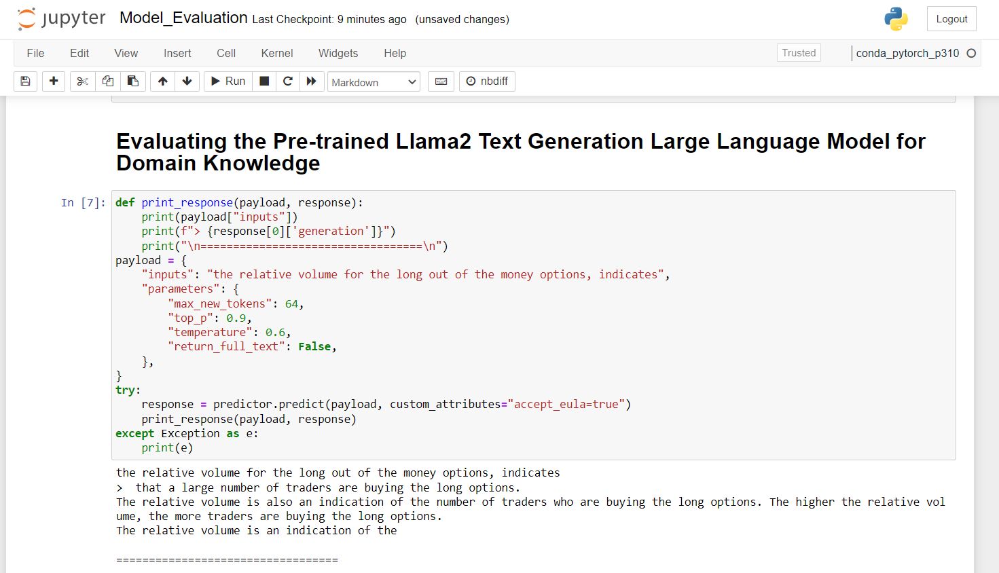 jupyter Model_Evaluation Last Checkpoint: 9 minutes ago (unsaved changes) Logout
File Edit View Insert Cell Kernel Widgets Help Trusted conda_pytorch_p310
Run Markdown nbdiff
Evaluating the Pre-trained Llama2 Text Generation Large Language Model for
Domain Knowledge
In [7]: def print_response(payload, response):
    print(payload["inputs"])
    print(f"> {response[0]['generation']}")
    print("\n==================================\n")
payload = {
    "inputs": "the relative volume for the long out of the money options, indicates",
    "parameters": {
        "max_new_tokens": 64,
        "top_p": 0.9,
        "temperature": 0.6,
        "return_full_text": False,
    },
}
try:
    response = predictor.predict(payload, custom_attributes="accept_eula=true")
    print_response(payload, response)
except Exception as e:
    print(e)
the relative volume for the long out of the money options, indicates
>  that a large number of traders are buying the long options.
The relative volume is also an indication of the number of traders who are buying the long options. The higher the relative vol
ume, the more traders are buying the long options.
The relative volume is an indication of the
==================================